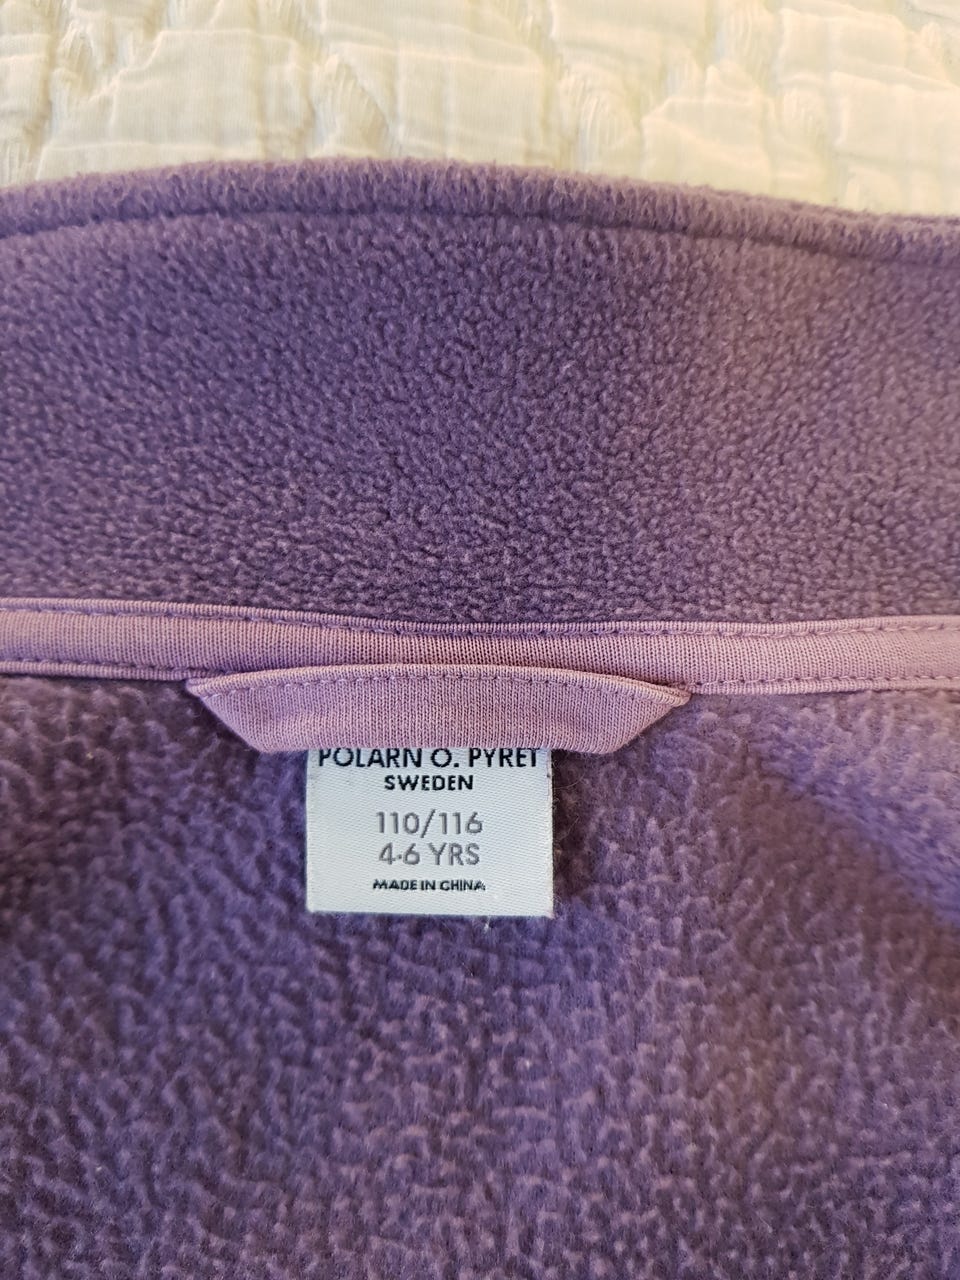 POLARN O. PYRET
SWEDEN
110/116
4-6 YRS
MADE IN CHINA